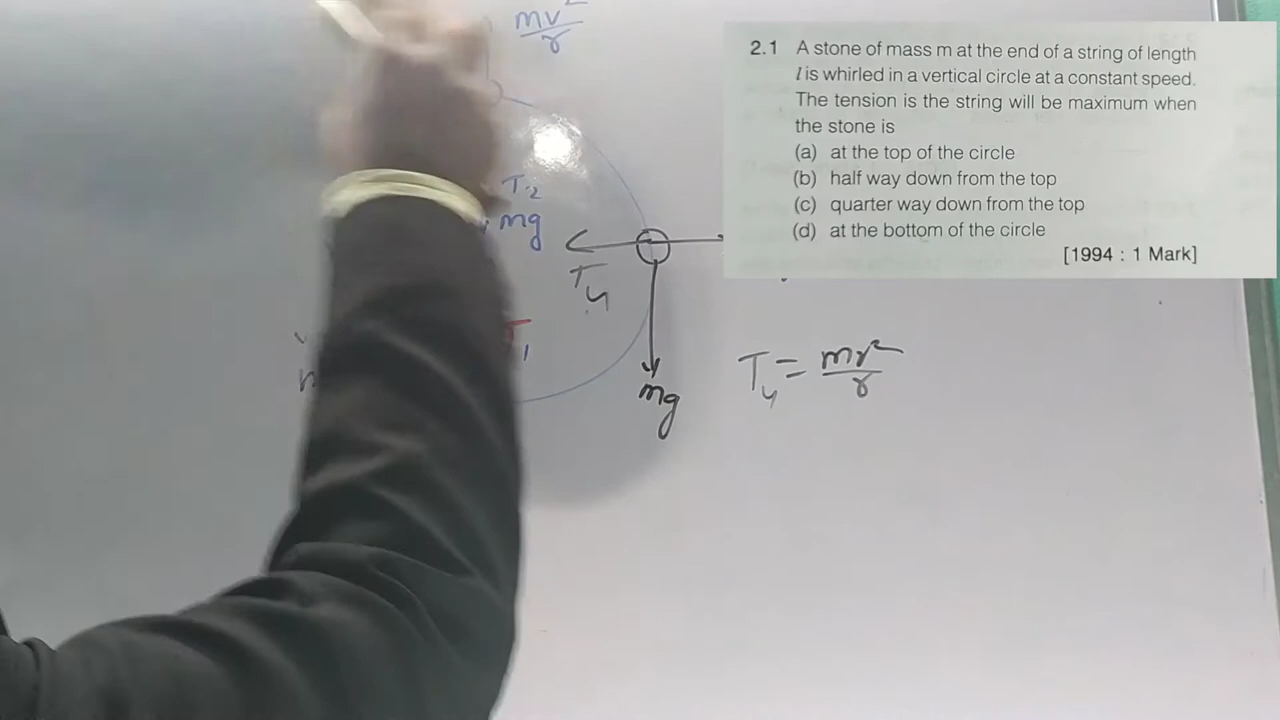 mv²
r
T₂
mg
T₄
T₁
mg
T₄ = mv²
r
2.1 A stone of mass m at the end of a string of length
l is whirled in a vertical circle at a constant speed.
The tension is the string will be maximum when
the stone is
(a) at the top of the circle
(b) half way down from the top
(c) quarter way down from the top
(d) at the bottom of the circle
[1994 : 1 Mark]